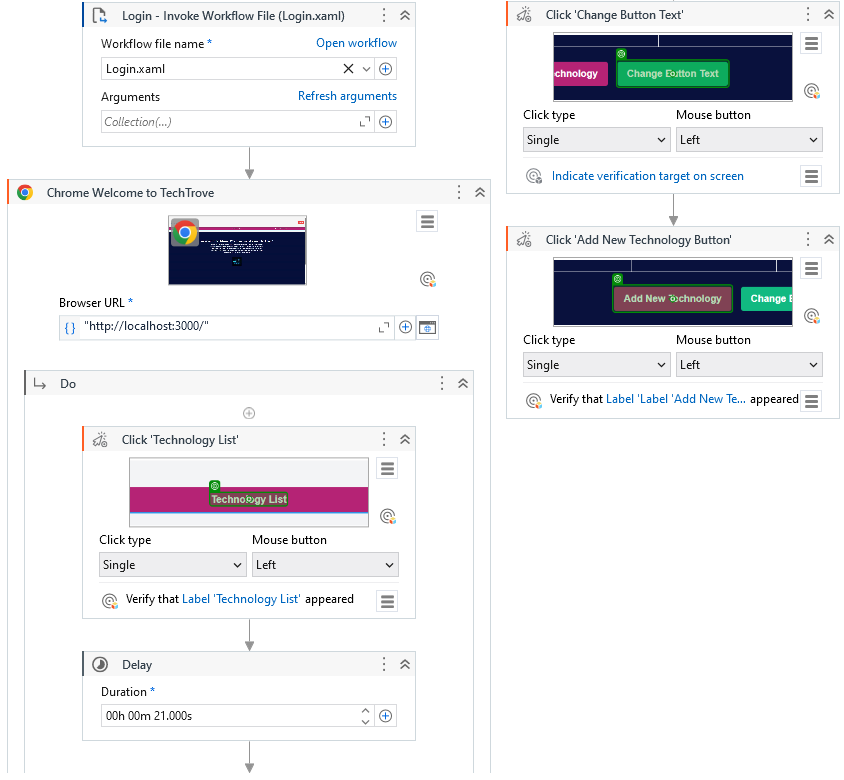 Login - Invoke Workflow File (Login.xaml)
Workflow file name * Open workflow
Login.xaml
Arguments Refresh arguments
Collection(...)
Chrome Welcome to TechTrove
Browser URL *
{} "http://localhost:3000/"
Do
Click 'Technology List'
Technology List
Click type Mouse button
Single Left
Verify that Label 'Technology List' appeared
Delay
Duration *
00h 00m 21.000s
Click 'Change Button Text'
chnology Change Button Text
Click type Mouse button
Single Left
Indicate verification target on screen
Click 'Add New Technology Button'
Add New Technology Change B
Click type Mouse button
Single Left
Verify that Label 'Label 'Add New Te... appeared